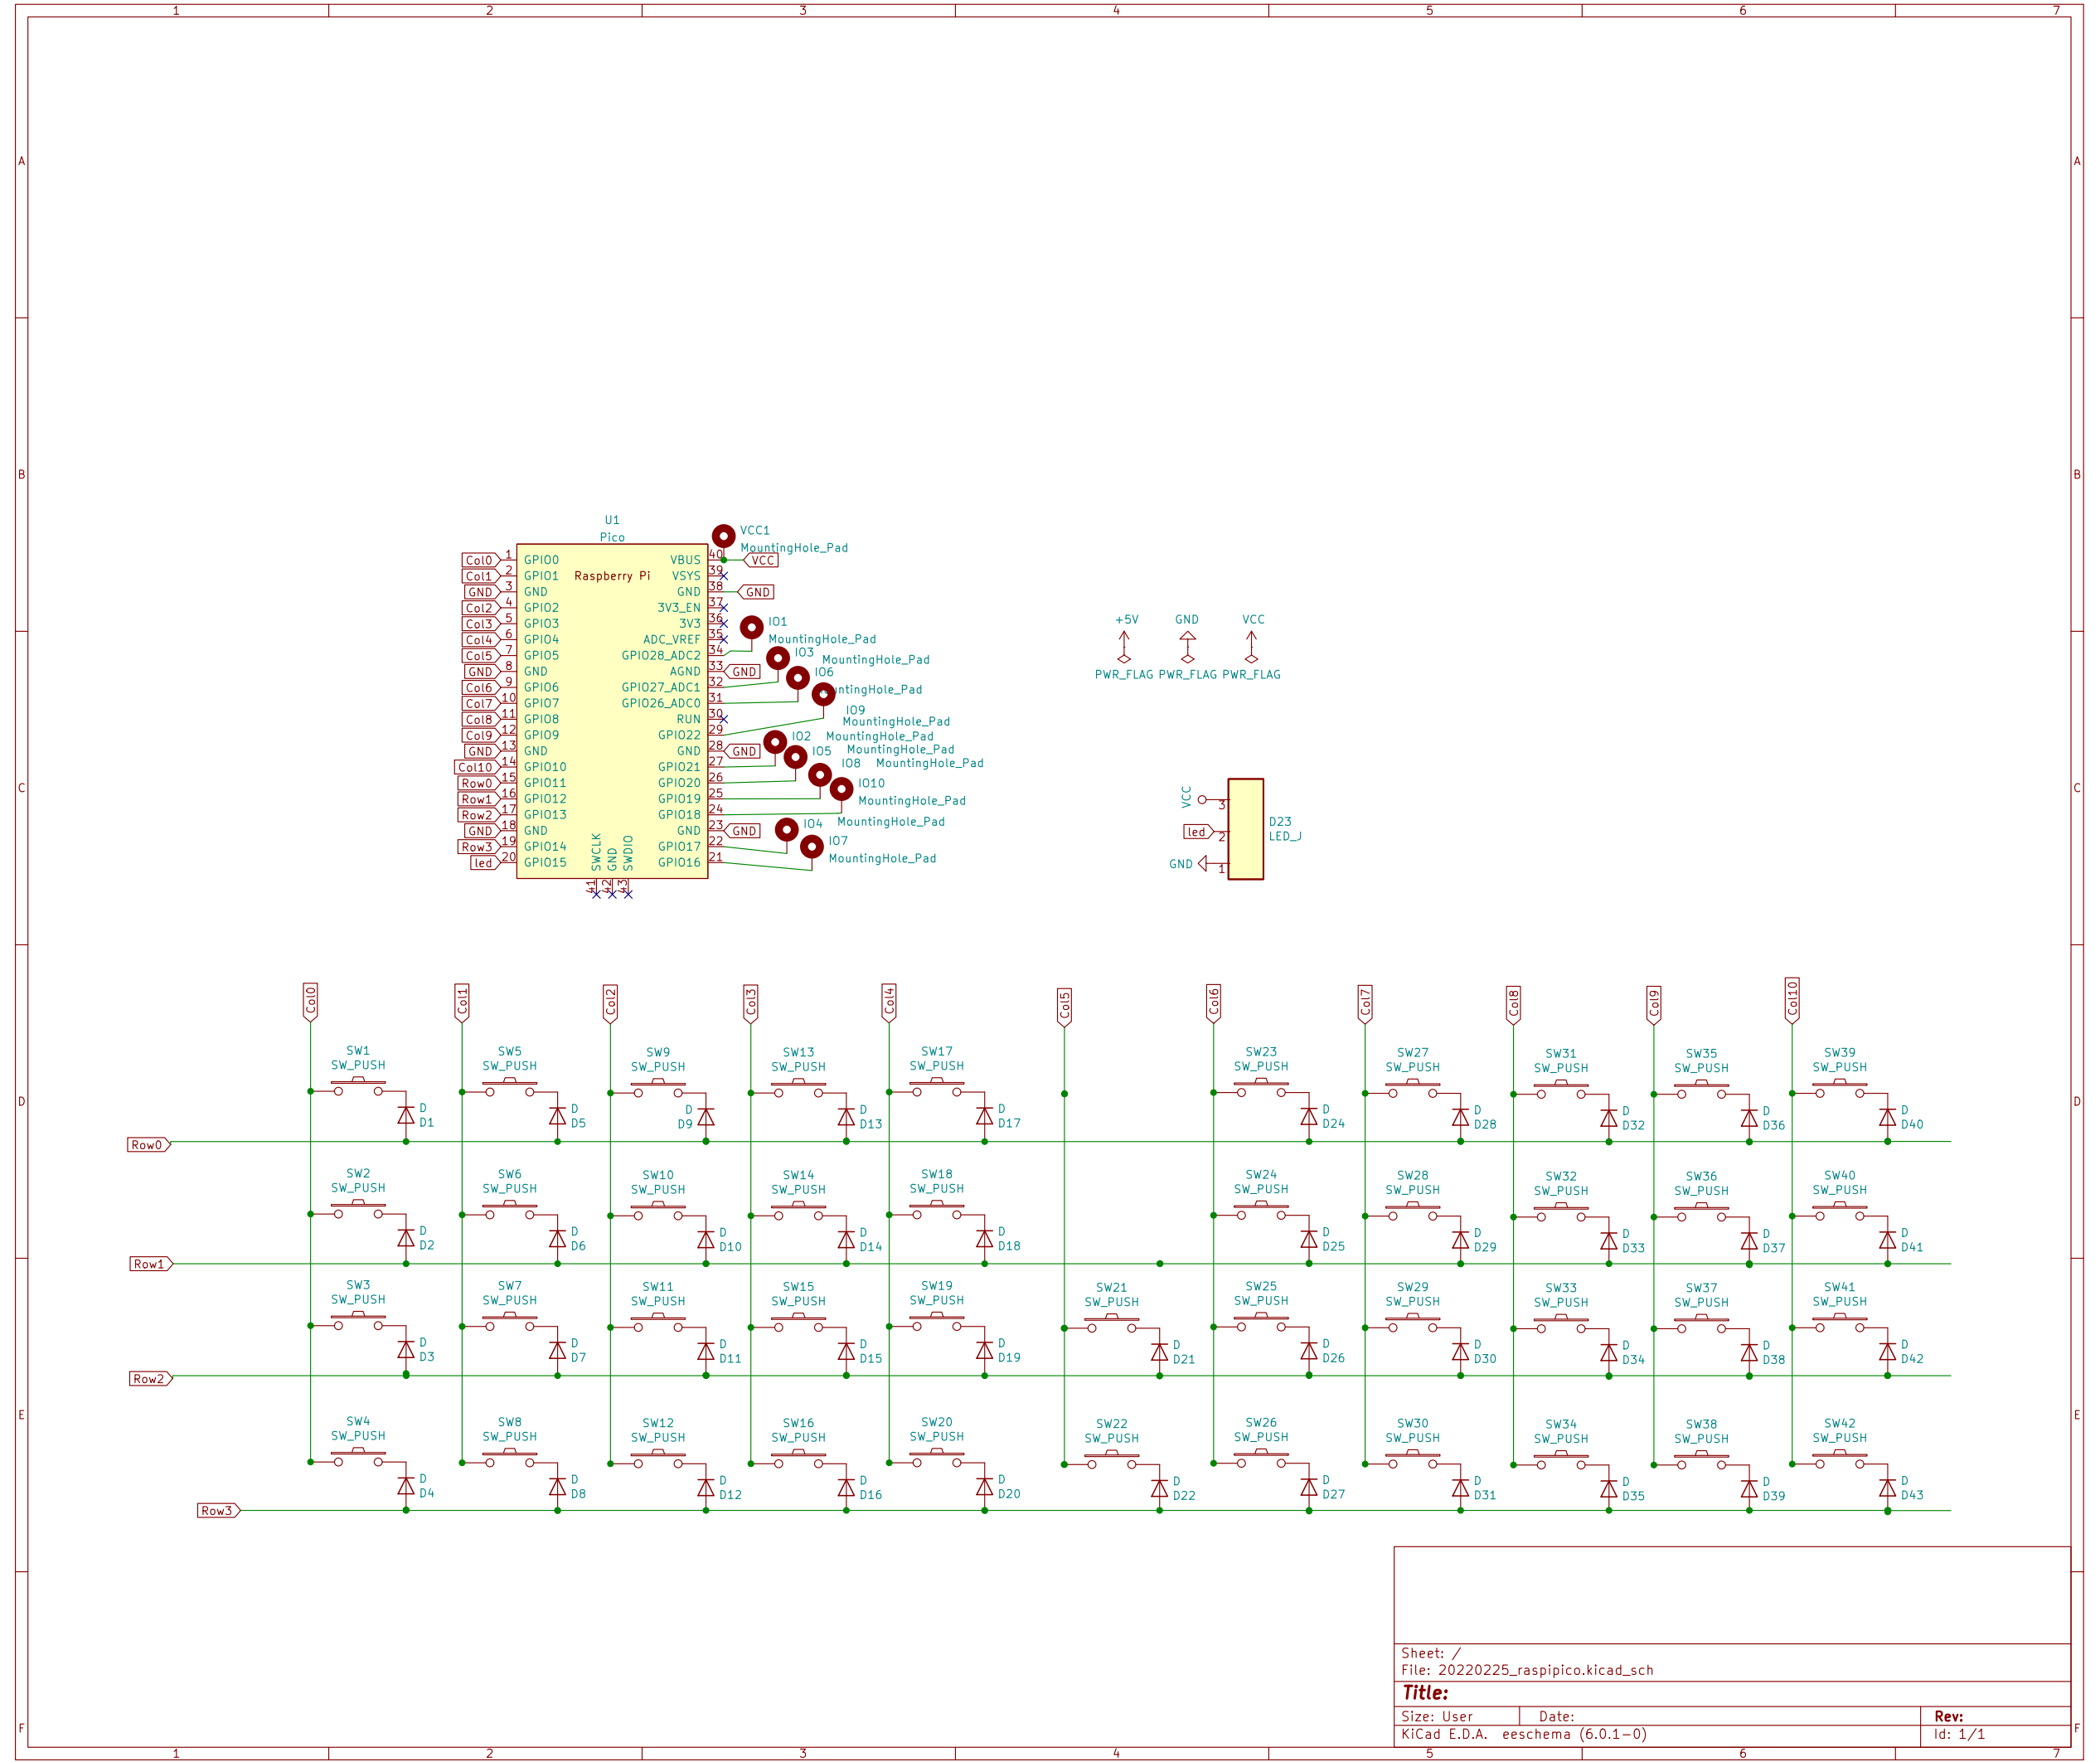 1 2 3 4 5 6 7
A A
B B
C C
D D
E E
F F
U1
Pico
Raspberry Pi
Col0 1 GPIO0
Col1 2 GPIO1
GND 3 GND
Col2 4 GPIO2
Col3 5 GPIO3
Col4 6 GPIO4
Col5 7 GPIO5
GND 8 GND
Col6 9 GPIO6
Col7 10 GPIO7
Col8 11 GPIO8
Col9 12 GPIO9
GND 13 GND
Col10 14 GPIO10
Row0 15 GPIO11
Row1 16 GPIO12
Row2 17 GPIO13
GND 18 GND
Row3 19 GPIO14
led 20 GPIO15
VBUS 40 VCC
VSYS 39
GND 38 GND
3V3_EN 37
3V3 36
ADC_VREF 35
GPIO28_ADC2 34
AGND 33 GND
GPIO27_ADC1 32
GPIO26_ADC0 31
RUN 30
GPIO22 29
GND 28 GND
GPIO21 27
GPIO20 26
GPIO19 25
GPIO18 24
GND 23 GND
GPIO17 22
GPIO16 21
SWCLK GND SWDIO
41 42 43
VCC1
MountingHole_Pad
IO1
MountingHole_Pad
IO3
MountingHole_Pad
IO6
IO9
MountingHole_Pad
IO2
MountingHole_Pad
IO5
MountingHole_Pad
IO8
MountingHole_Pad
IO10
MountingHole_Pad
IO4
MountingHole_Pad
IO7
MountingHole_Pad
+5V GND VCC
PWR_FLAG PWR_FLAG PWR_FLAG
VCC 3
led 2
GND 1
D23
LED_J
Col0 Col1 Col2 Col3 Col4 Col5 Col6 Col7 Col8 Col9 Col10
SW1 SW5 SW9 SW13 SW17 SW23 SW27 SW31 SW35 SW39
SW_PUSH SW_PUSH SW_PUSH SW_PUSH SW_PUSH SW_PUSH SW_PUSH SW_PUSH SW_PUSH SW_PUSH
D D D D D D D D D D
D1 D5 D9 D13 D17 D24 D28 D32 D36 D40
Row0
SW2 SW6 SW10 SW14 SW18 SW24 SW28 SW32 SW36 SW40
SW_PUSH SW_PUSH SW_PUSH SW_PUSH SW_PUSH SW_PUSH SW_PUSH SW_PUSH SW_PUSH SW_PUSH
D D D D D D D D D D
D2 D6 D10 D14 D18 D25 D29 D33 D37 D41
Row1
SW3 SW7 SW11 SW15 SW19 SW21 SW25 SW29 SW33 SW37 SW41
SW_PUSH SW_PUSH SW_PUSH SW_PUSH SW_PUSH SW_PUSH SW_PUSH SW_PUSH SW_PUSH SW_PUSH SW_PUSH
D D D D D D D D D D D
D3 D7 D11 D15 D19 D21 D26 D30 D34 D38 D42
Row2
SW4 SW8 SW12 SW16 SW20 SW22 SW26 SW30 SW34 SW38 SW42
SW_PUSH SW_PUSH SW_PUSH SW_PUSH SW_PUSH SW_PUSH SW_PUSH SW_PUSH SW_PUSH SW_PUSH SW_PUSH
D D D D D D D D D D D
D4 D8 D12 D16 D20 D22 D27 D31 D35 D39 D43
Row3
Sheet: /
File: 20220225_raspipico.kicad_sch
Title:
Size: User Date: Rev:
KiCad E.D.A. eeschema (6.0.1-0) Id: 1/1
1 2 3 4 5 6 7